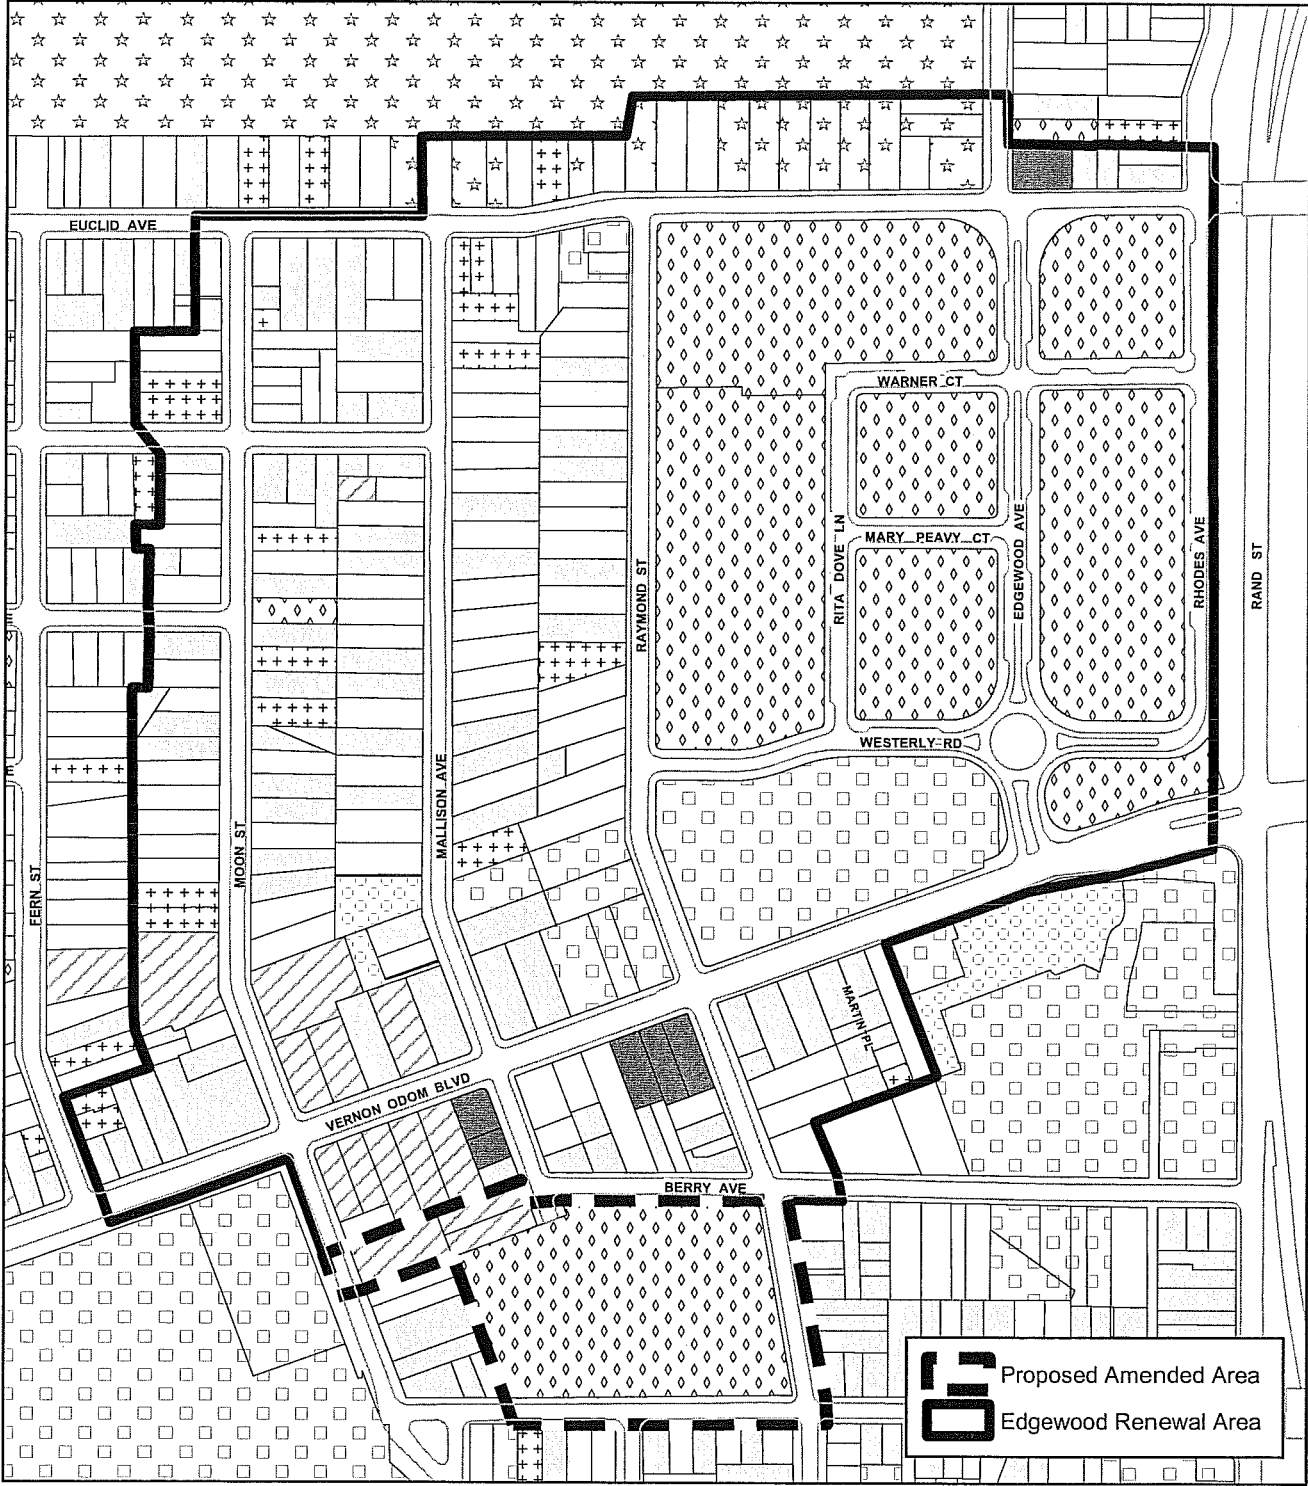 EUCLID AVE
WARNER CT
MARY PEAVY CT
RITA DOVE LN
EDGEWOOD AVE
RHODES AVE
RAND ST
RAYMOND ST
WESTERLY RD
MALLISON AVE
MOON ST
FERN ST
MARTIN PL
VERNON ODOM BLVD
BERRY AVE
Proposed Amended Area
Edgewood Renewal Area